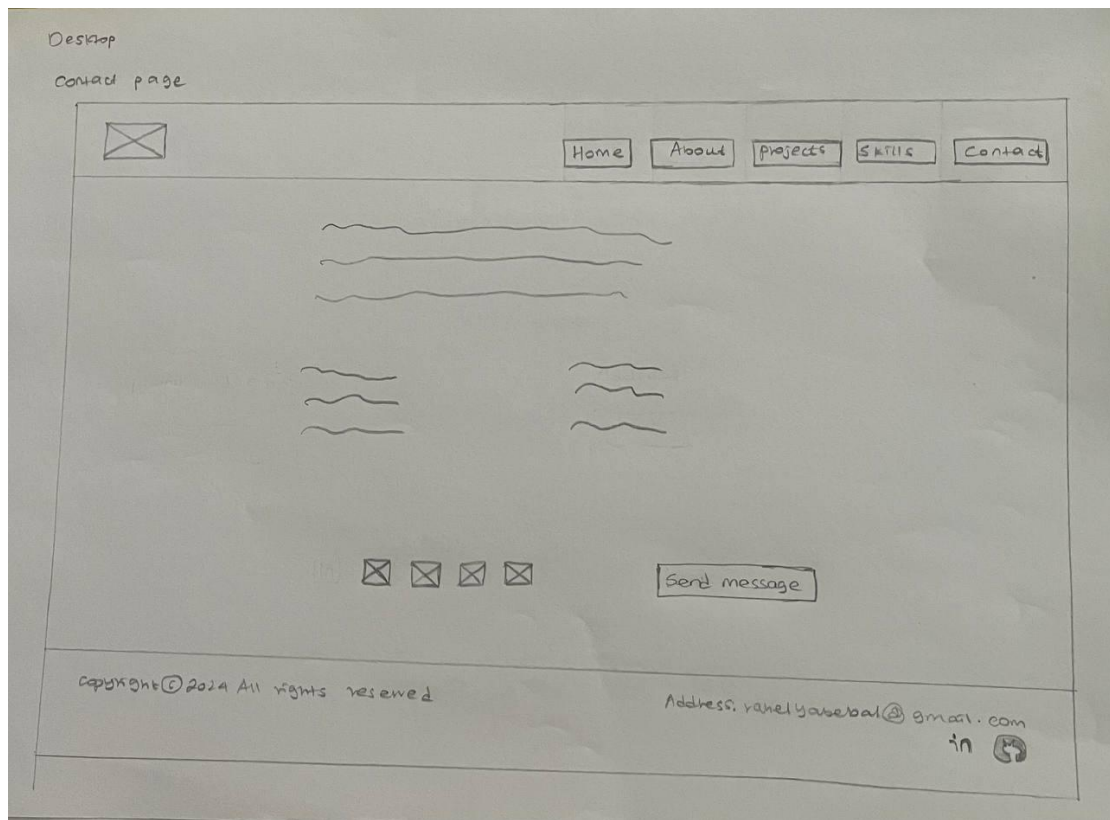 Desktop
Contact page
Home About projects Skills Contact
Send message
Copyright © 2024 All rights reserved
Address. @gmail.com
in